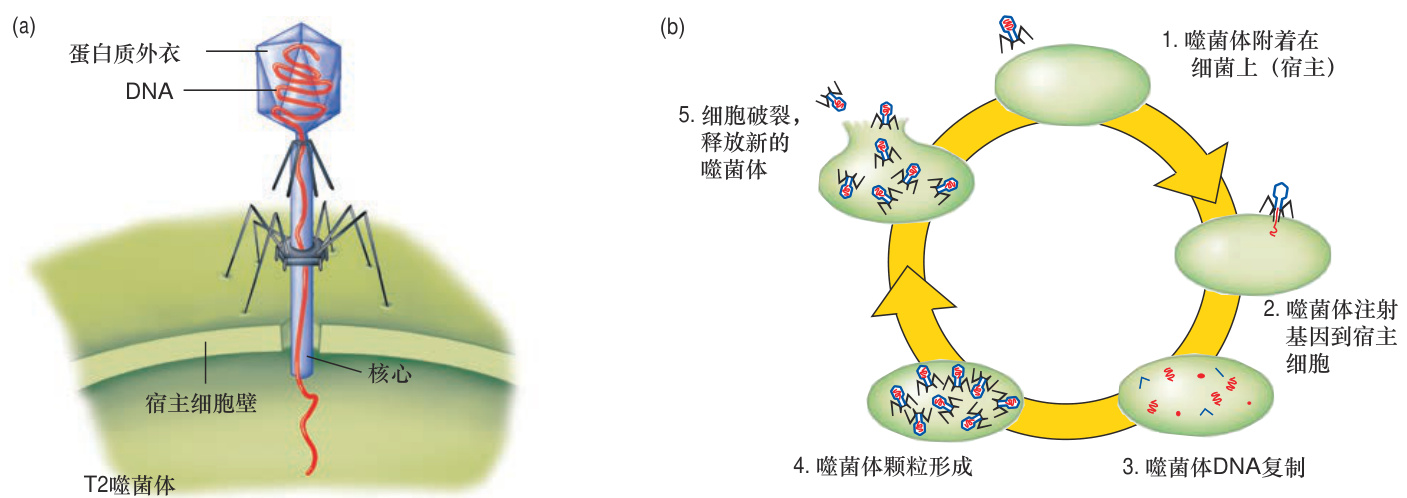 (a)
蛋白质外衣
DNA
核心
宿主细胞壁
T2噬菌体
(b)
1. 噬菌体附着在
细菌上（宿主）
2. 噬菌体注射
基因到宿主
细胞
3. 噬菌体DNA复制
4. 噬菌体颗粒形成
5. 细胞破裂，
释放新的
噬菌体